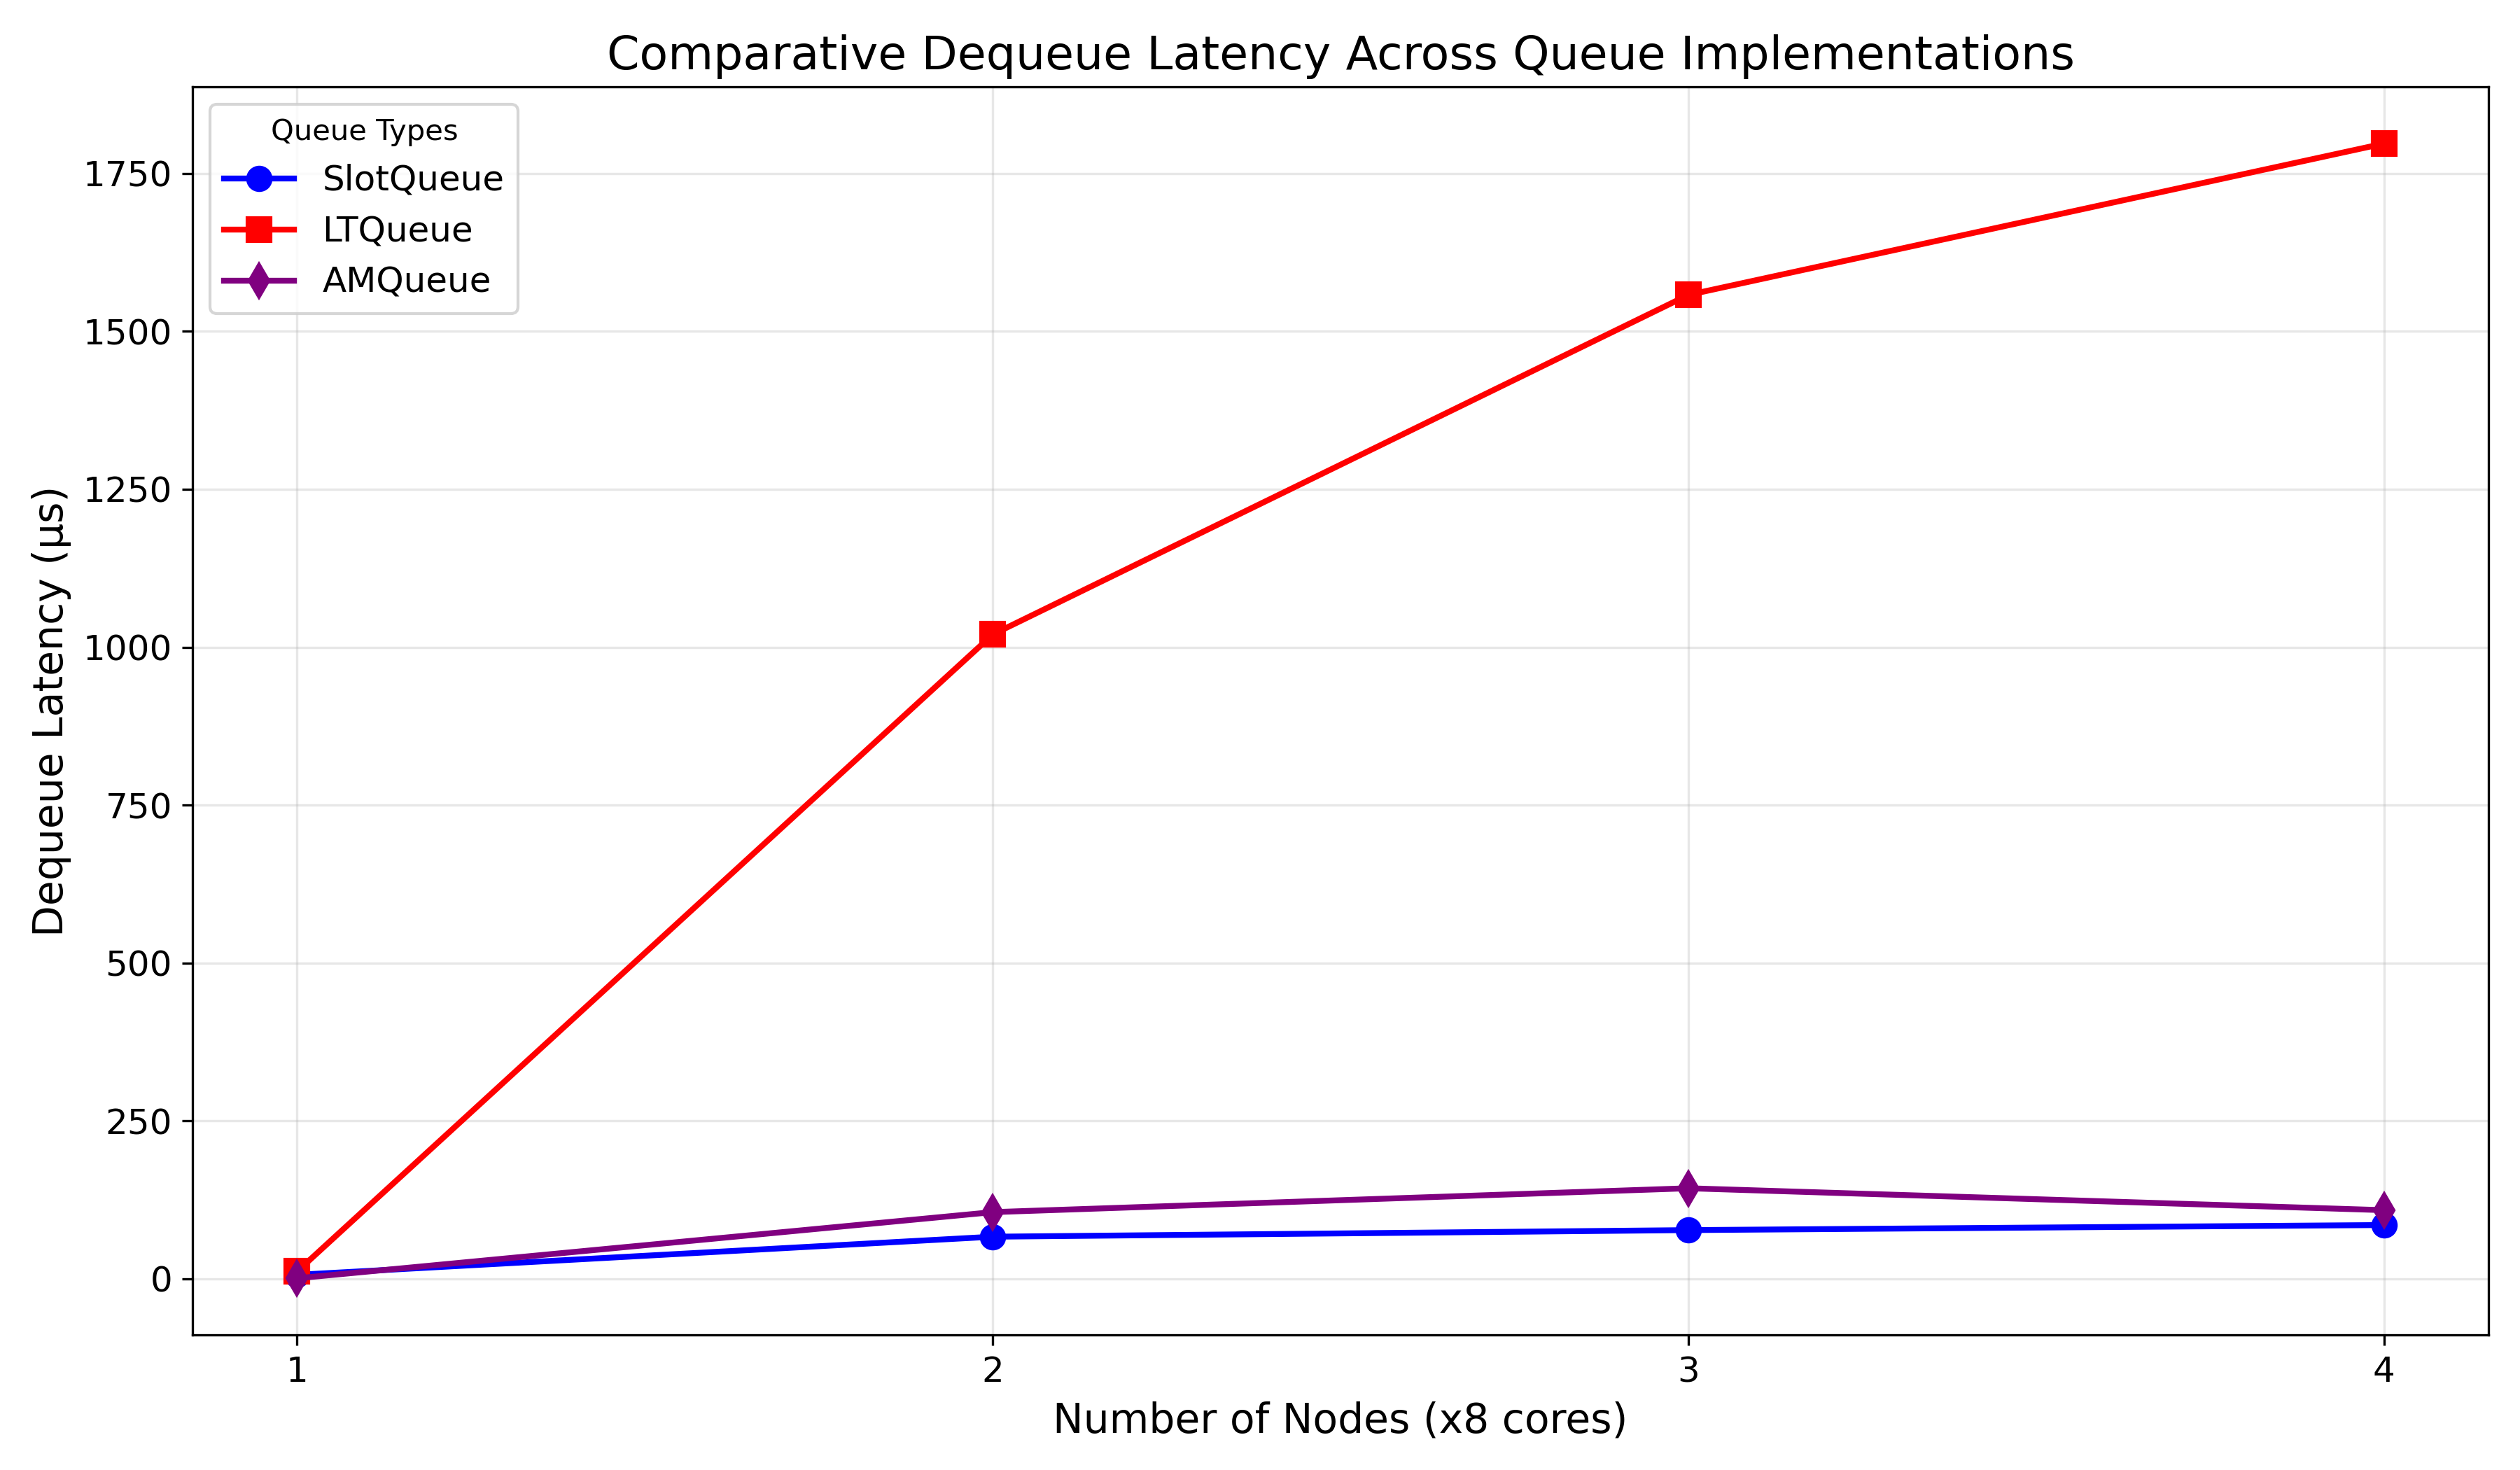 Comparative Dequeue Latency Across Queue Implementations
Queue Types
SlotQueue
LTQueue
AMQueue
Dequeue Latency (µs)
1750
1500
1250
1000
750
500
250
0
1 2 3 4
Number of Nodes (x8 cores)